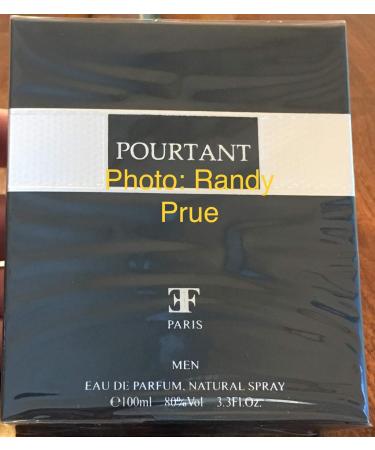 POURTANT
Photo: Randy
Prue
EF
PARIS
MEN
EAU DE PARFUM, NATURAL SPRAY
℮100ml 80%Vol 3.3Fl.Oz.